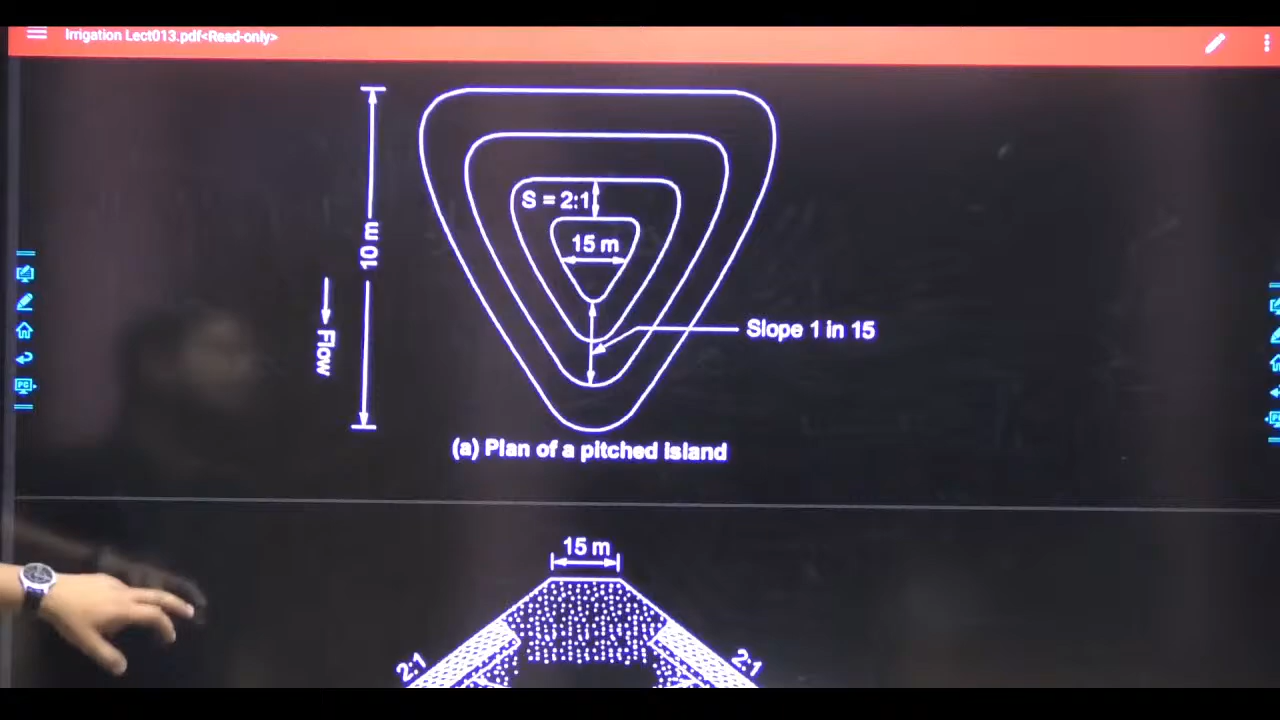 Irrigation Lect013.pdf<Read-only>
S = 2:1
15 m
10 m
Flow
Slope 1 in 15
(a) Plan of a pitched island
15 m
2:1
2:1
PC